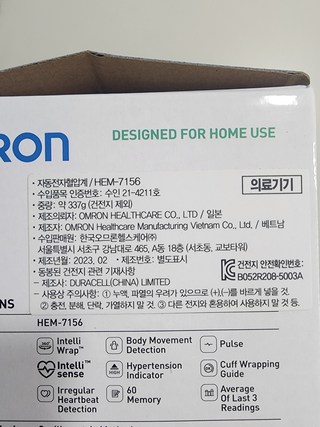 RON
DESIGNED FOR HOME USE
• 자동전자혈압계 / HEM-7156
• 수입품목 인증번호: 수인 21-4211호
• 중량: 약 337g (건전지 제외)
의료기기
• 제조의뢰자: OMRON HEALTHCARE CO., LTD / 일본
• 제조자: OMRON Healthcare Manufacturing Vietnam Co., Ltd. / 베트남
• 수입판매원: 한국오므론헬스케어㈜
서울특별시 서초구 강남대로 465, A동 18층 (서초동, 교보타워)
• 제조년월: 2023, 02 • 제조번호: 별도표시
• 동봉된 건전지 관련 기재사항
건전지 안전확인번호:
B052R208-5003A
- 제조사: DURACELL(CHINA) LIMITED
- 사용상 주의사항: ① 누액, 파열의 우려가 있으므로 (+),(−)를 바르게 넣을 것.
② 충전, 분해, 단락, 가열하지 말 것. ③ 다른 전지와 혼용하여 사용하지 말 것 등.
NS
HEM-7156
Intelli Wrap™
Body Movement Detection
Pulse
Intelli™ sense
HIGH
Hypertension Indicator
Cuff Wrapping Guide
Irregular Heartbeat Detection
60 Memory
Average Of Last 3 Readings